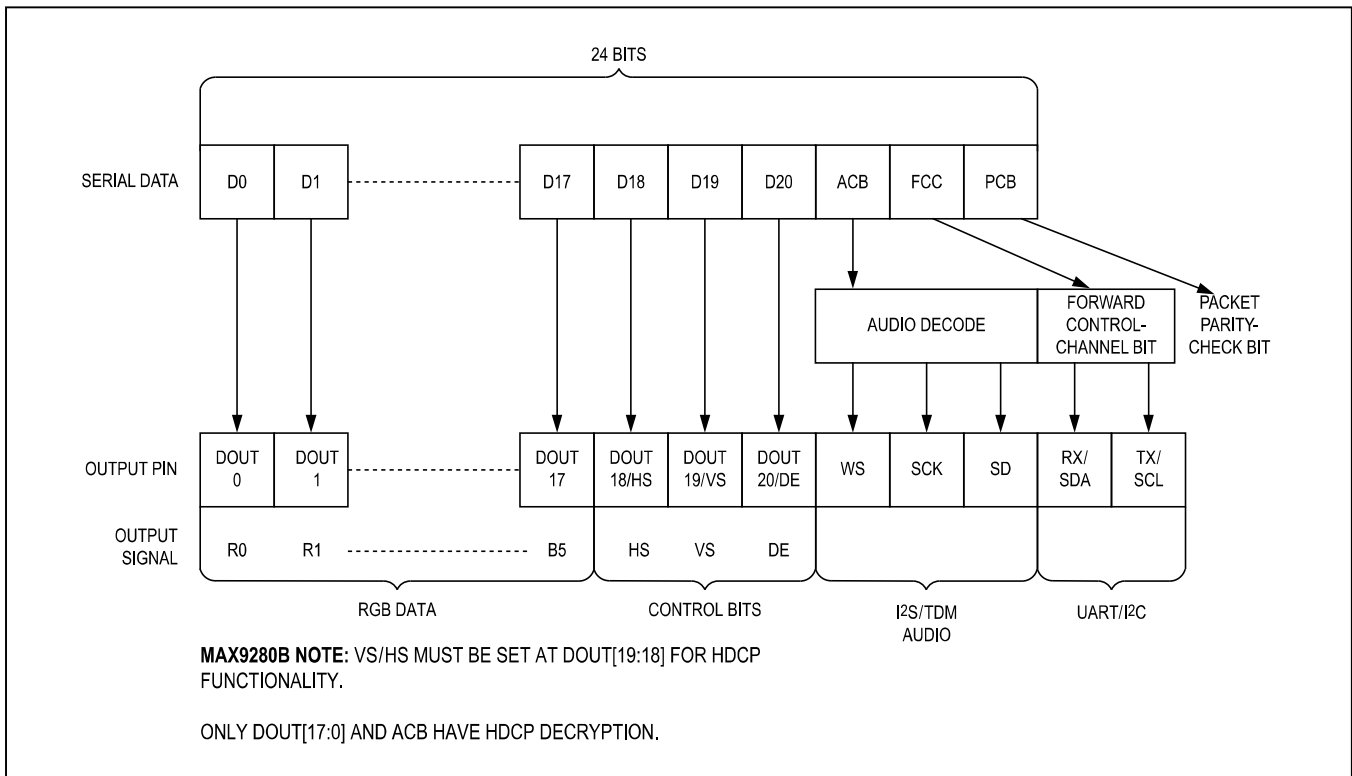 24 BITS
SERIAL DATA
D0
D1
D17
D18
D19
D20
ACB
FCC
PCB
AUDIO DECODE
FORWARD
CONTROL-
CHANNEL BIT
PACKET
PARITY-
CHECK BIT
OUTPUT PIN
DOUT
0
DOUT
1
DOUT
17
DOUT
18/HS
DOUT
19/VS
DOUT
20/DE
WS
SCK
SD
RX/
SDA
TX/
SCL
OUTPUT
SIGNAL
R0
R1
B5
HS
VS
DE
RGB DATA
CONTROL BITS
I2S/TDM
AUDIO
UART/I2C
MAX9280B NOTE: VS/HS MUST BE SET AT DOUT[19:18] FOR HDCP
FUNCTIONALITY.
ONLY DOUT[17:0] AND ACB HAVE HDCP DECRYPTION.